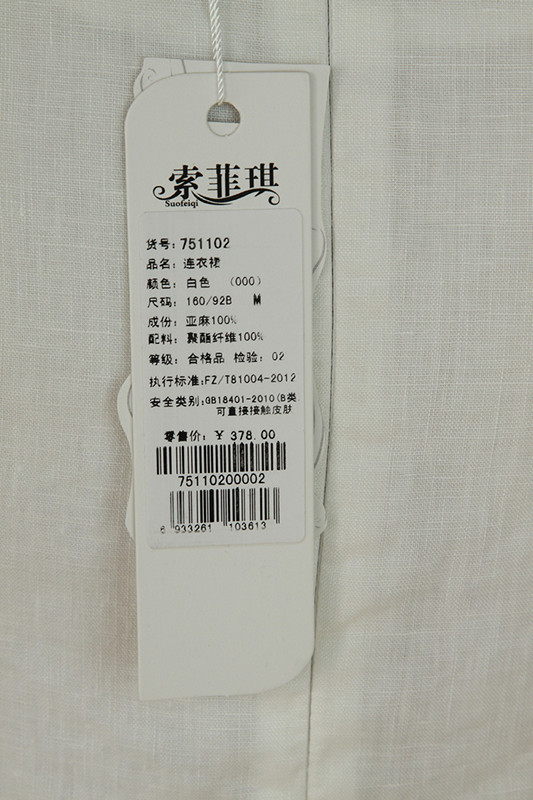 索菲琪
Suofeiqi
货号：751102
品名：连衣裙
颜色：白色 （000）
尺码：160/92B M
成份：亚麻100%
配料：聚酯纤维100%
等级：合格品 检验：02
执行标准:FZ/T81004-2012
安全类别:GB18401-2010(B类
可直接接触皮肤
零售价：￥378.00
75110200002
6 933261 103613